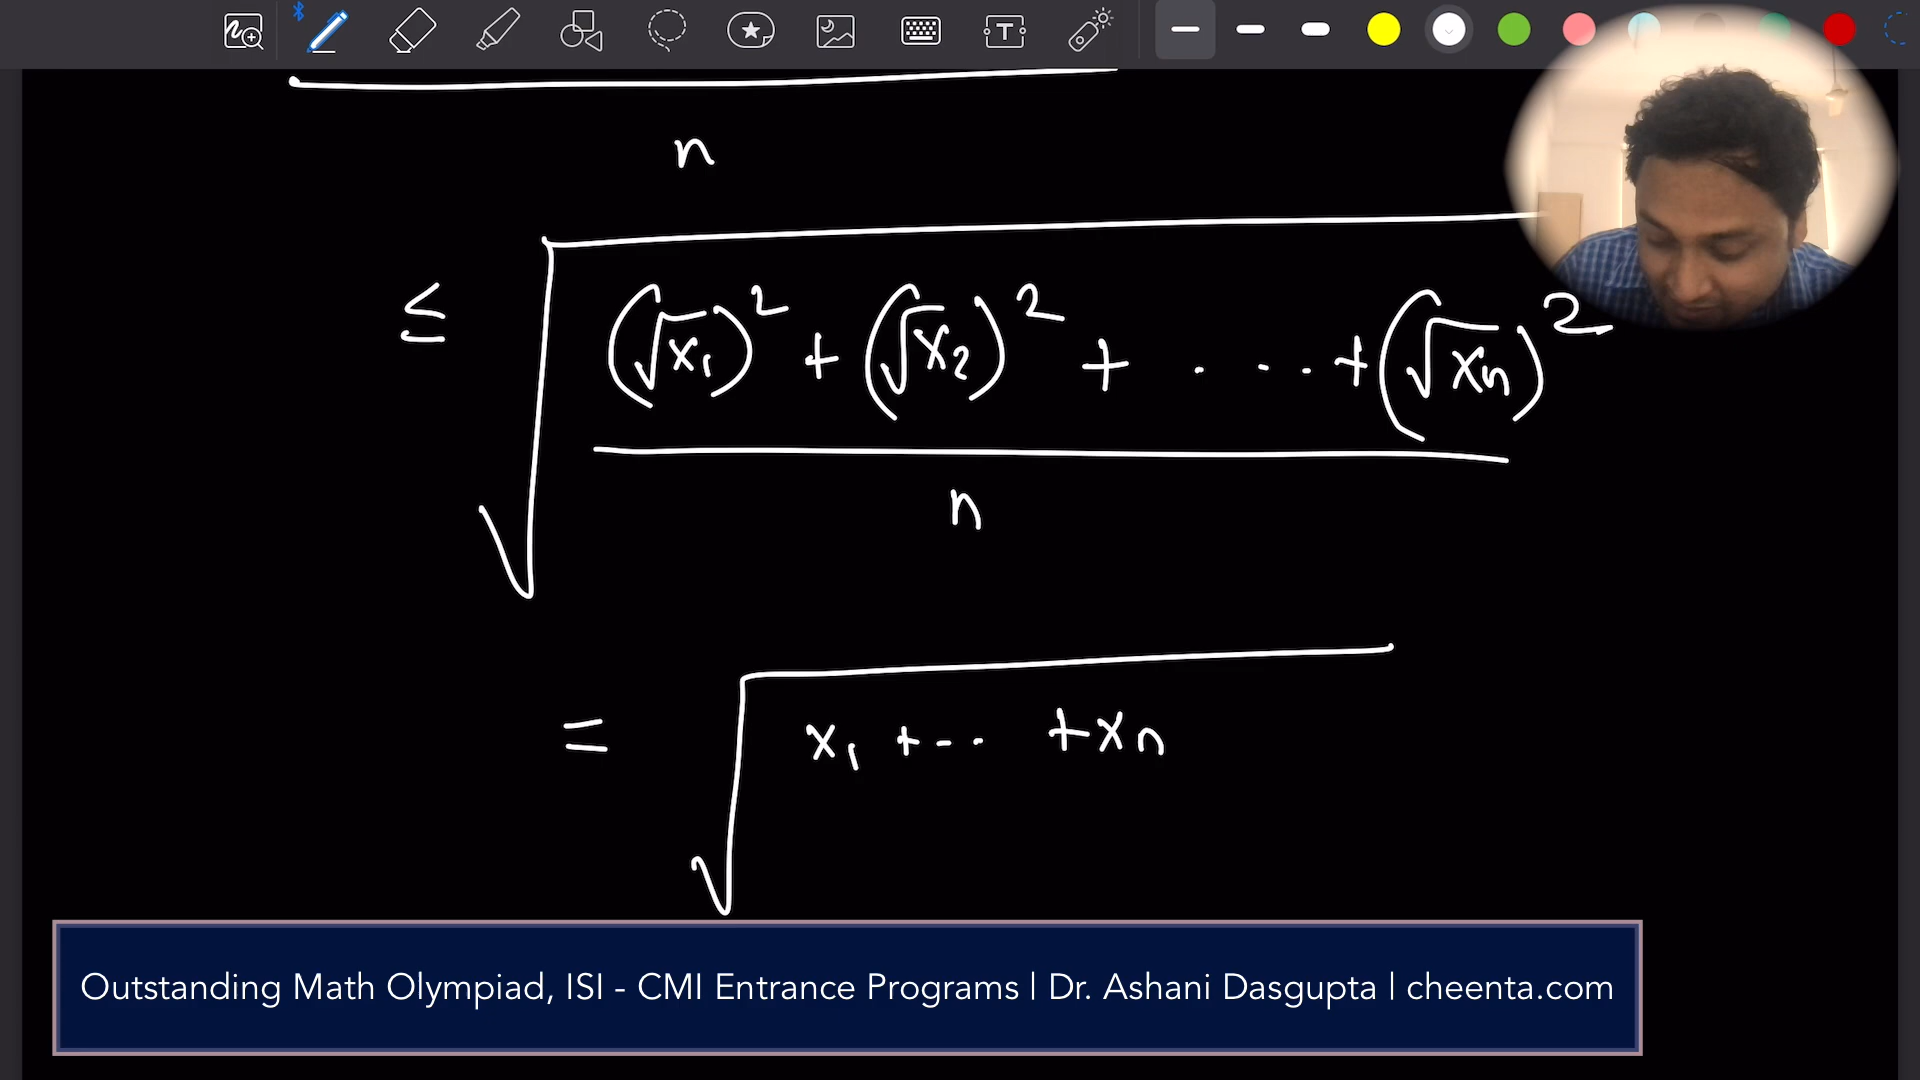 n
≤ √ (√x₁)² + (√x₂)² + . . . . + (√xₙ)²
n
= √ x₁ + - - + xₙ
Outstanding Math Olympiad, ISI - CMI Entrance Programs | Dr. Ashani Dasgupta | cheenta.com